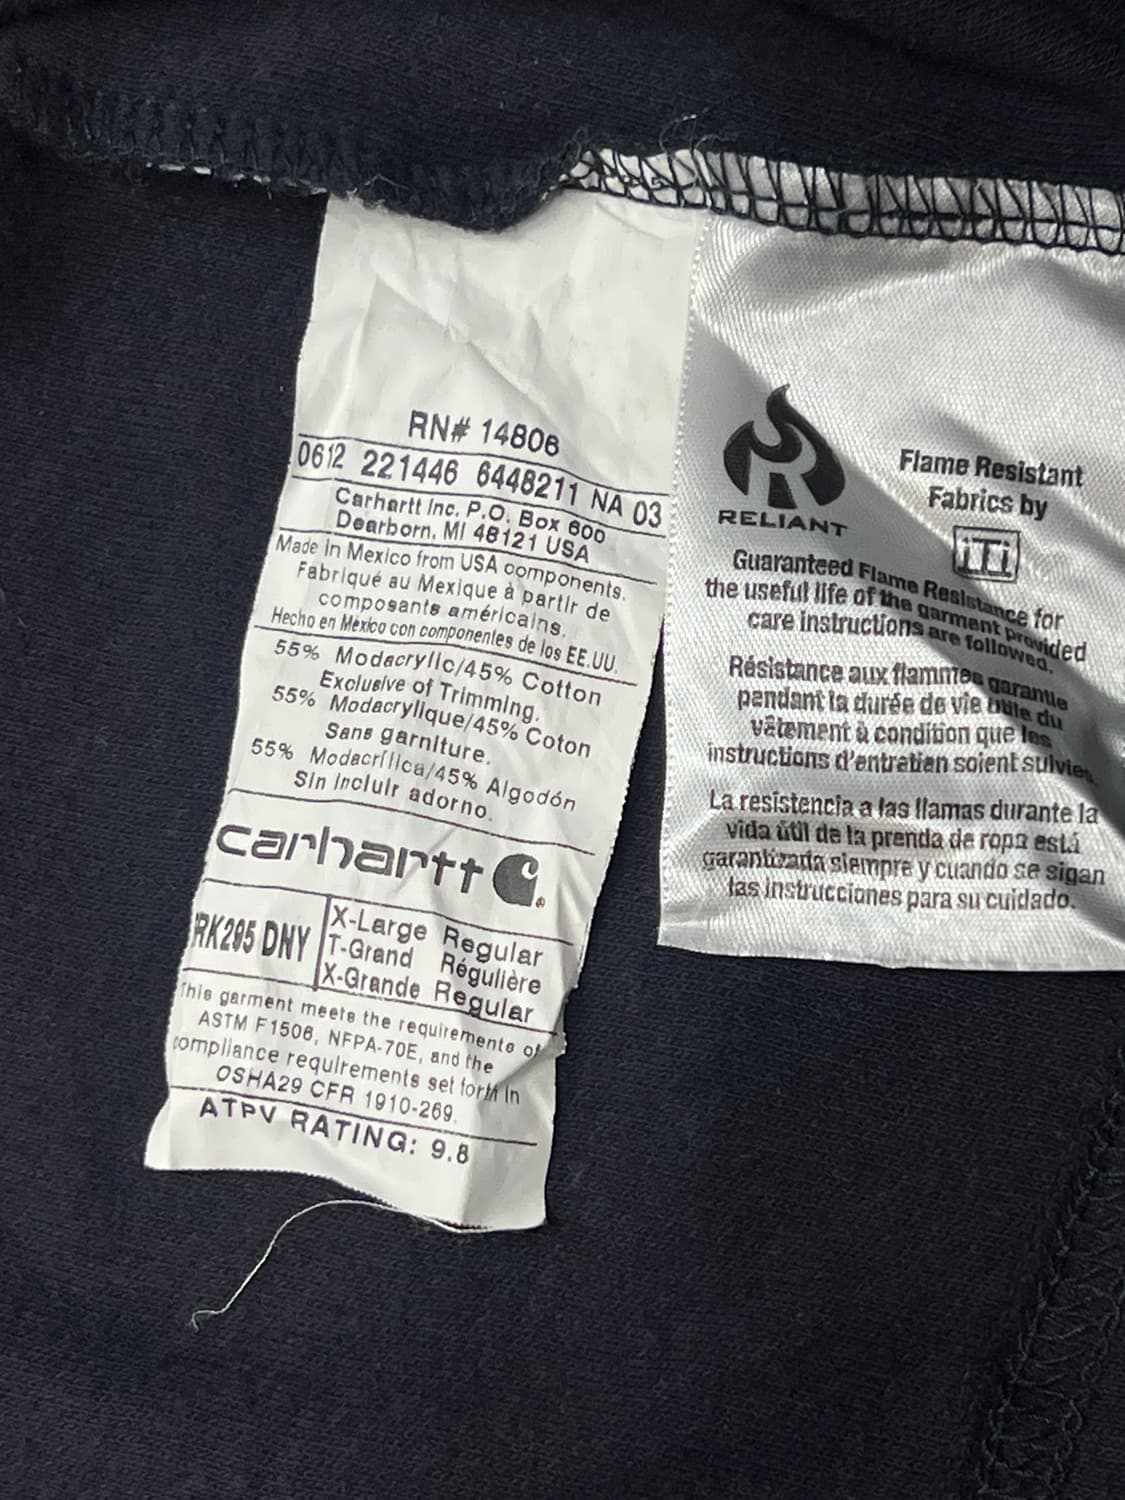 RN# 14806
0612 221446 6448211 NA 03
Carhartt Inc. P.O. Box 600
Dearborn, MI 48121 USA
Made in Mexico from USA components.
Fabriqué au Mexique à partir de
composants américains.
Hecho en México con componentes de los EE.UU.
55% Modacrylic/45% Cotton
Exclusive of Trimming.
55% Modacrylique/45% Coton
Sans garniture.
55% Modacrílica/45% Algodón
Sin incluir adorno.
carhartt
RK295 DNY
X-Large Regular
T-Grand Régulière
X-Grande Regular
This garment meets the requirements of
ASTM F1506, NFPA-70E, and the
compliance requirements set forth in
OSHA29 CFR 1910-269.
ATPV RATING: 9.8
RELIANT
Flame Resistant
Fabrics by
iTi
Guaranteed Flame Resistance for
the useful life of the garment provided
care instructions are followed.
Résistance aux flammes garantie
pendant la durée de vie utile du
vêtement à condition que les
instructions d'entretien soient suivies.
La resistencia a las llamas durante la
vida útil de la prenda de ropa está
garantizada siempre y cuando se sigan
las instrucciones para su cuidado.